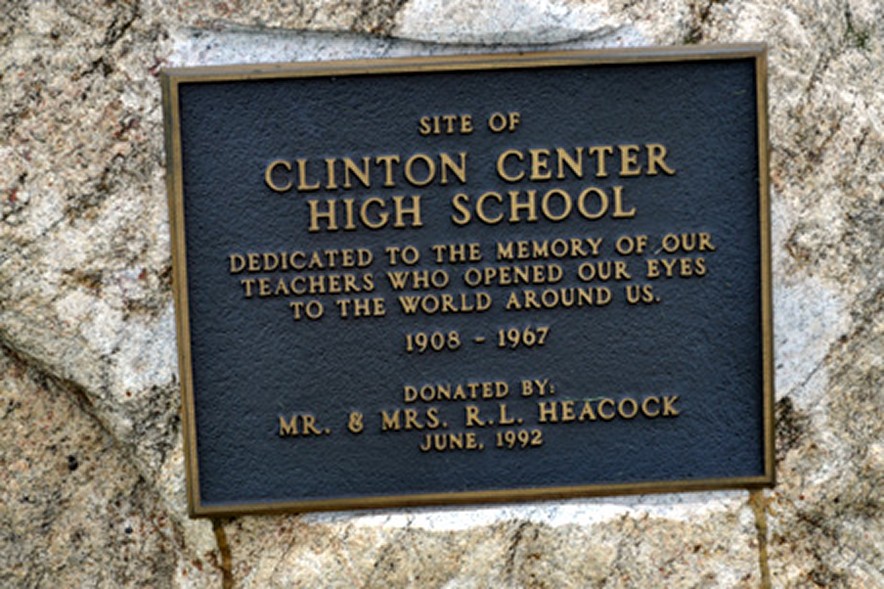 SITE OF
CLINTON CENTER
HIGH SCHOOL
DEDICATED TO THE MEMORY OF OUR
TEACHERS WHO OPENED OUR EYES
TO THE WORLD AROUND US.
1908 - 1967
DONATED BY:
MR. & MRS. R.L. HEACOCK
JUNE, 1992